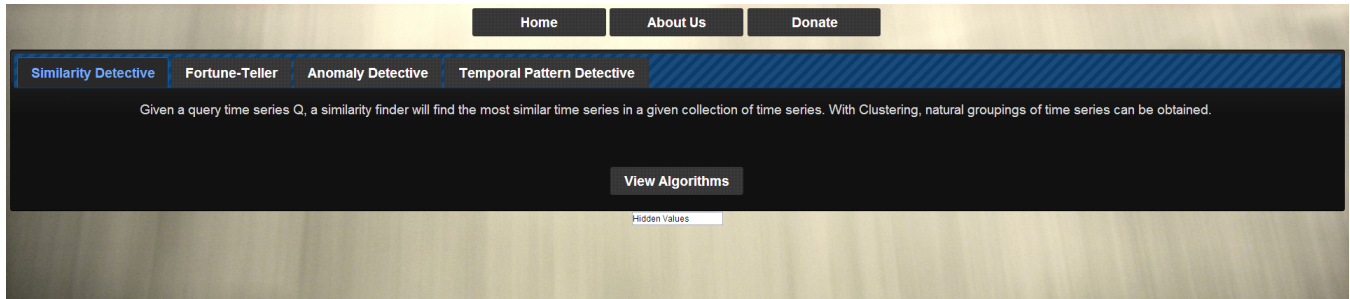 Home About Us Donate
Similarity Detective Fortune-Teller Anomaly Detective Temporal Pattern Detective
Given a query time series Q, a similarity finder will find the most similar time series in a given collection of time series. With Clustering, natural groupings of time series can be obtained.
View Algorithms
Hidden Values